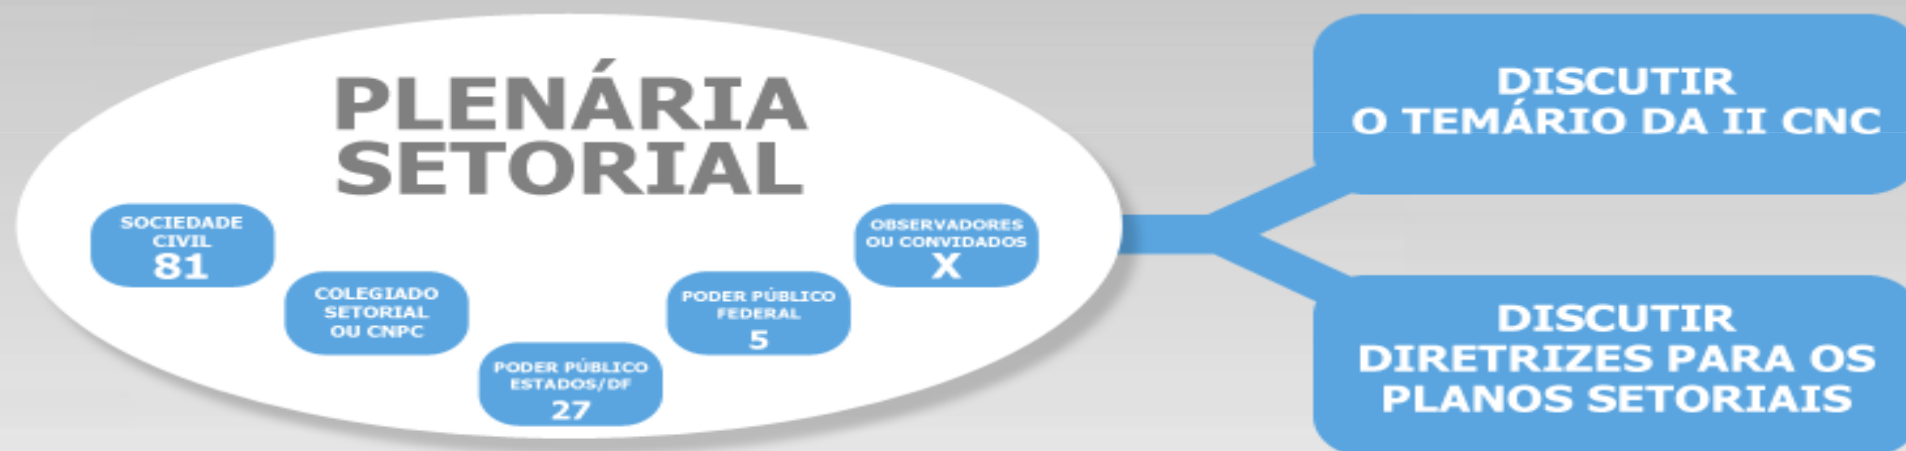 PLENÁRIA
SETORIAL
SOCIEDADE
CIVIL
81
COLEGIADO
SETORIAL
OU CNPC
PODER PÚBLICO
ESTADOS/DF
27
PODER PÚBLICO
FEDERAL
5
OBSERVADORES
OU CONVIDADOS
X
DISCUTIR
O TEMÁRIO DA II CNC
DISCUTIR
DIRETRIZES PARA OS
PLANOS SETORIAIS